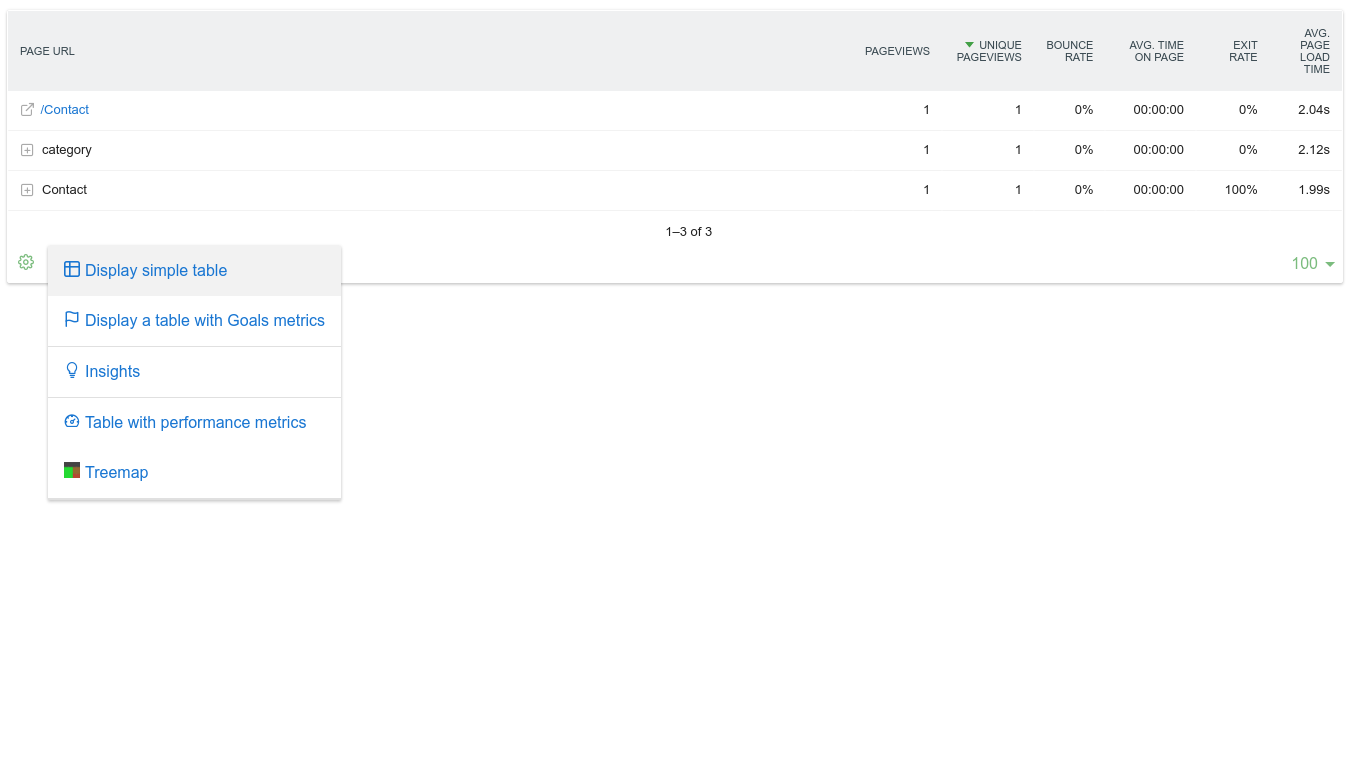 PAGE URL
PAGEVIEWS
UNIQUE
PAGEVIEWS
BOUNCE
RATE
AVG. TIME
ON PAGE
EXIT
RATE
AVG.
PAGE
LOAD
TIME
/Contact 1 1 0% 00:00:00 0% 2.04s
category 1 1 0% 00:00:00 0% 2.12s
Contact 1 1 0% 00:00:00 100% 1.99s
1–3 of 3
100
Display simple table
Display a table with Goals metrics
Insights
Table with performance metrics
Treemap